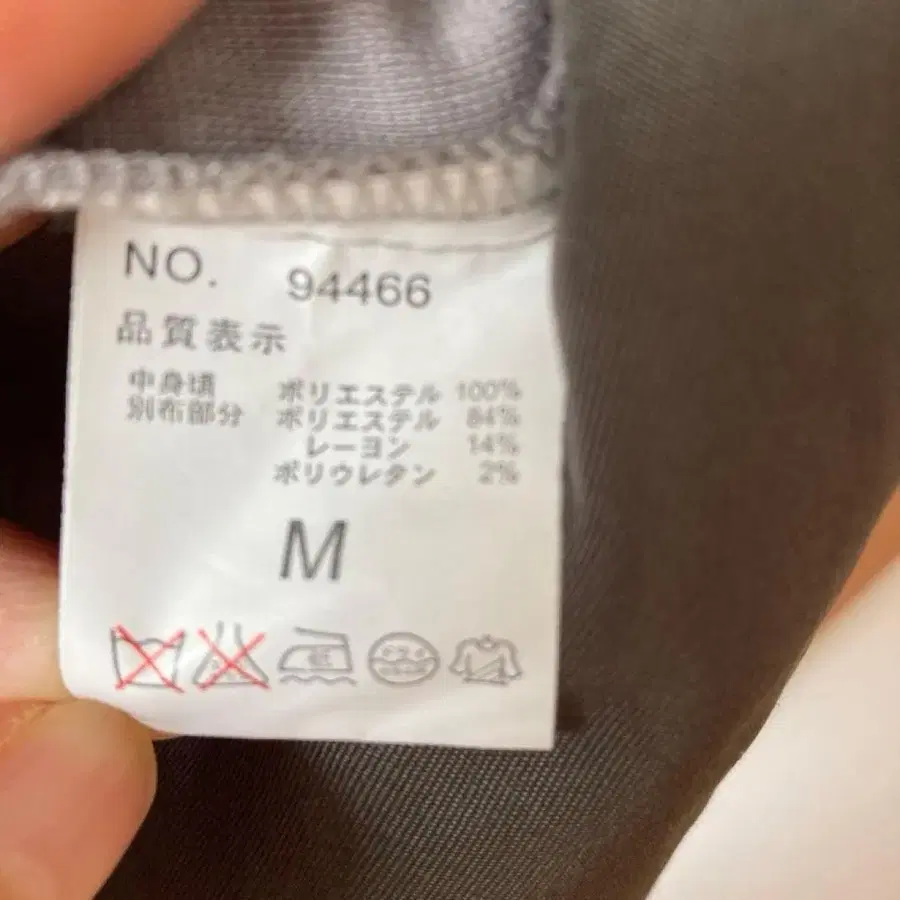 NO. 94466
品質表示
中身頃 ポリエステル 100%
別布部分 ポリエステル 84%
レーヨン 14%
ポリウレタン 2%
M